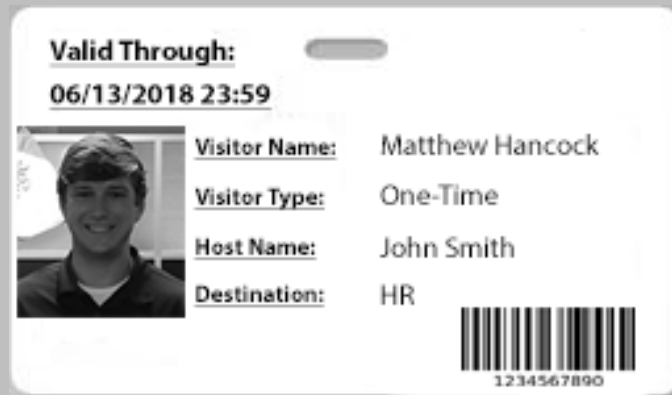 Valid Through:
06/13/2018 23:59
Visitor Name: Matthew Hancock
Visitor Type: One-Time
Host Name: John Smith
Destination: HR
1234567890